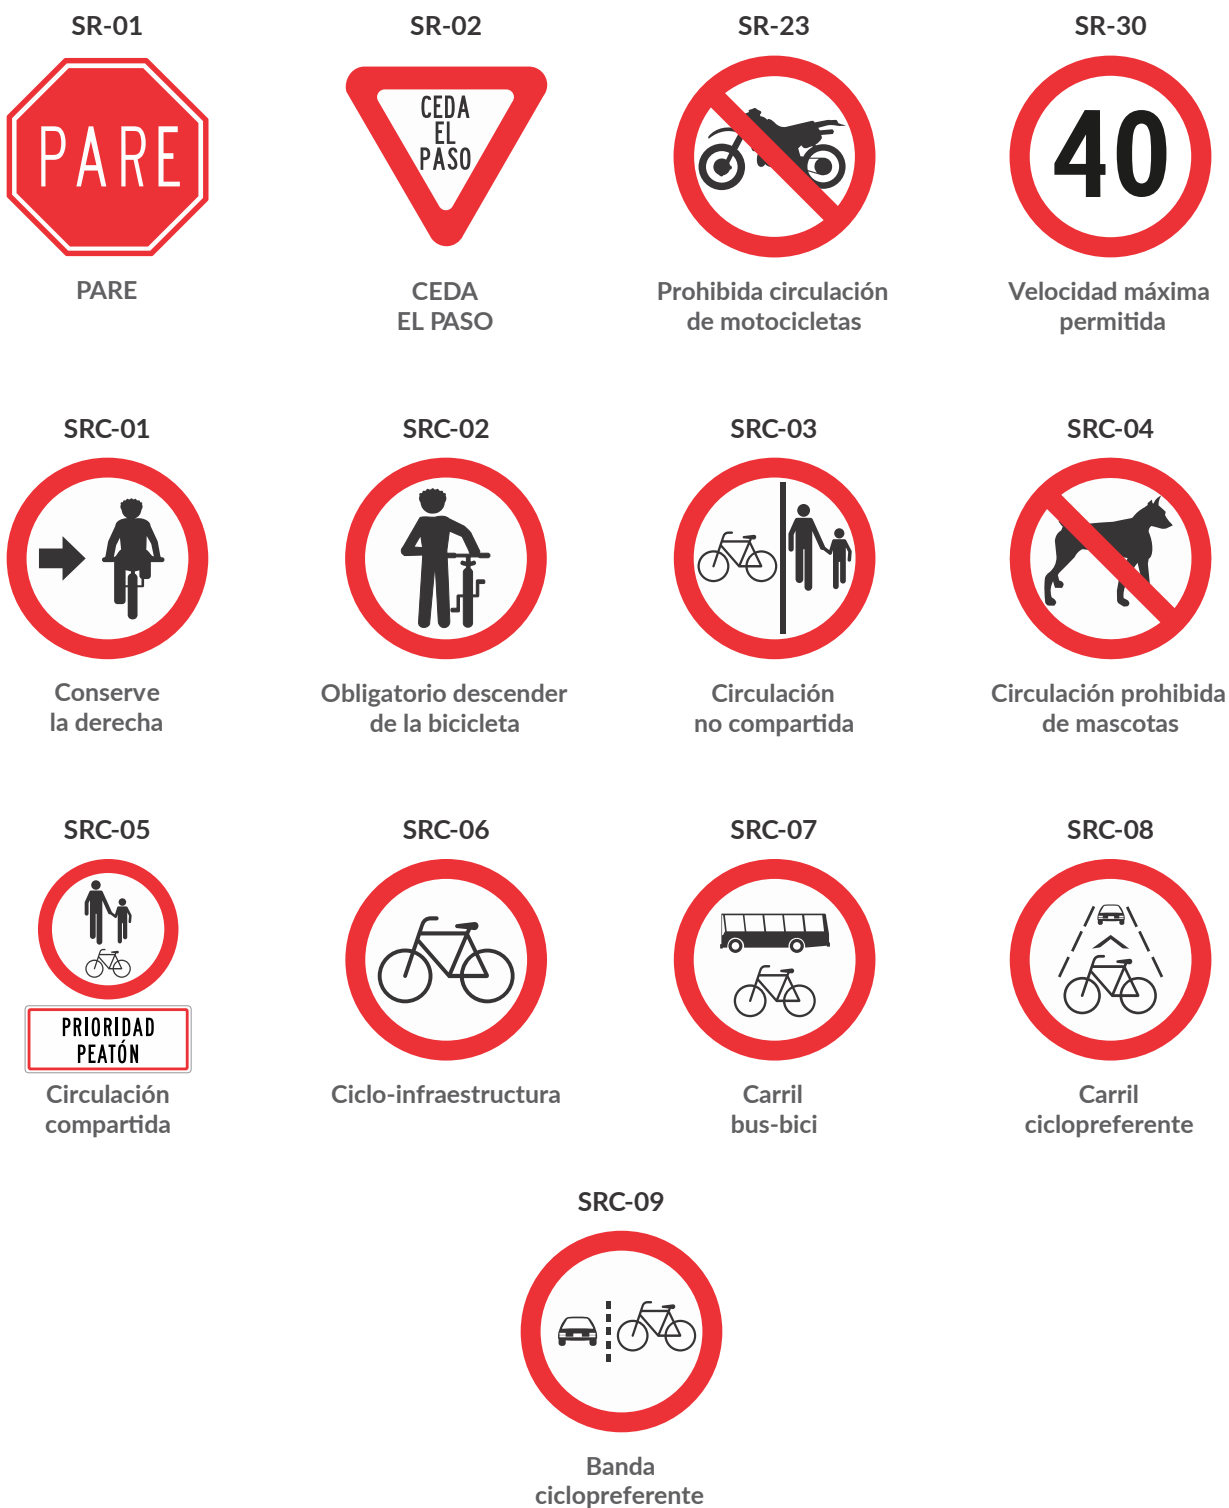 SR-01
SR-02
SR-23
SR-30
PARE
CEDA
EL
PASO
40
PARE
CEDA
EL PASO
Prohibida circulación
de motocicletas
Velocidad máxima
permitida
SRC-01
SRC-02
SRC-03
SRC-04
Conserve
la derecha
Obligatorio descender
de la bicicleta
Circulación
no compartida
Circulación prohibida
de mascotas
SRC-05
SRC-06
SRC-07
SRC-08
PRIORIDAD
PEATÓN
Circulación
compartida
Ciclo-infraestructura
Carril
bus-bici
Carril
ciclopreferente
SRC-09
Banda
ciclopreferente